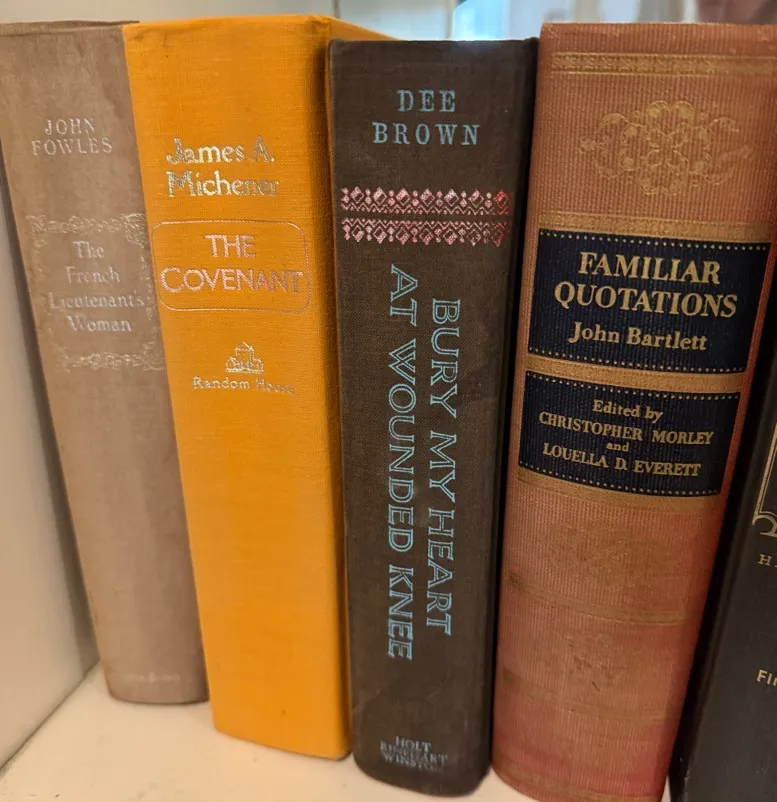 JOHN
FOWLES
The
French
Lieutenant's
Woman
James A.
Michener
THE
COVENANT
Random House
DEE
BROWN
BURY MY HEART
AT WOUNDED KNEE
HOLT
RINEHART
WINSTON
FAMILIAR
QUOTATIONS
John Bartlett
Edited by
CHRISTOPHER MORLEY
and
LOUELLA D. EVERETT